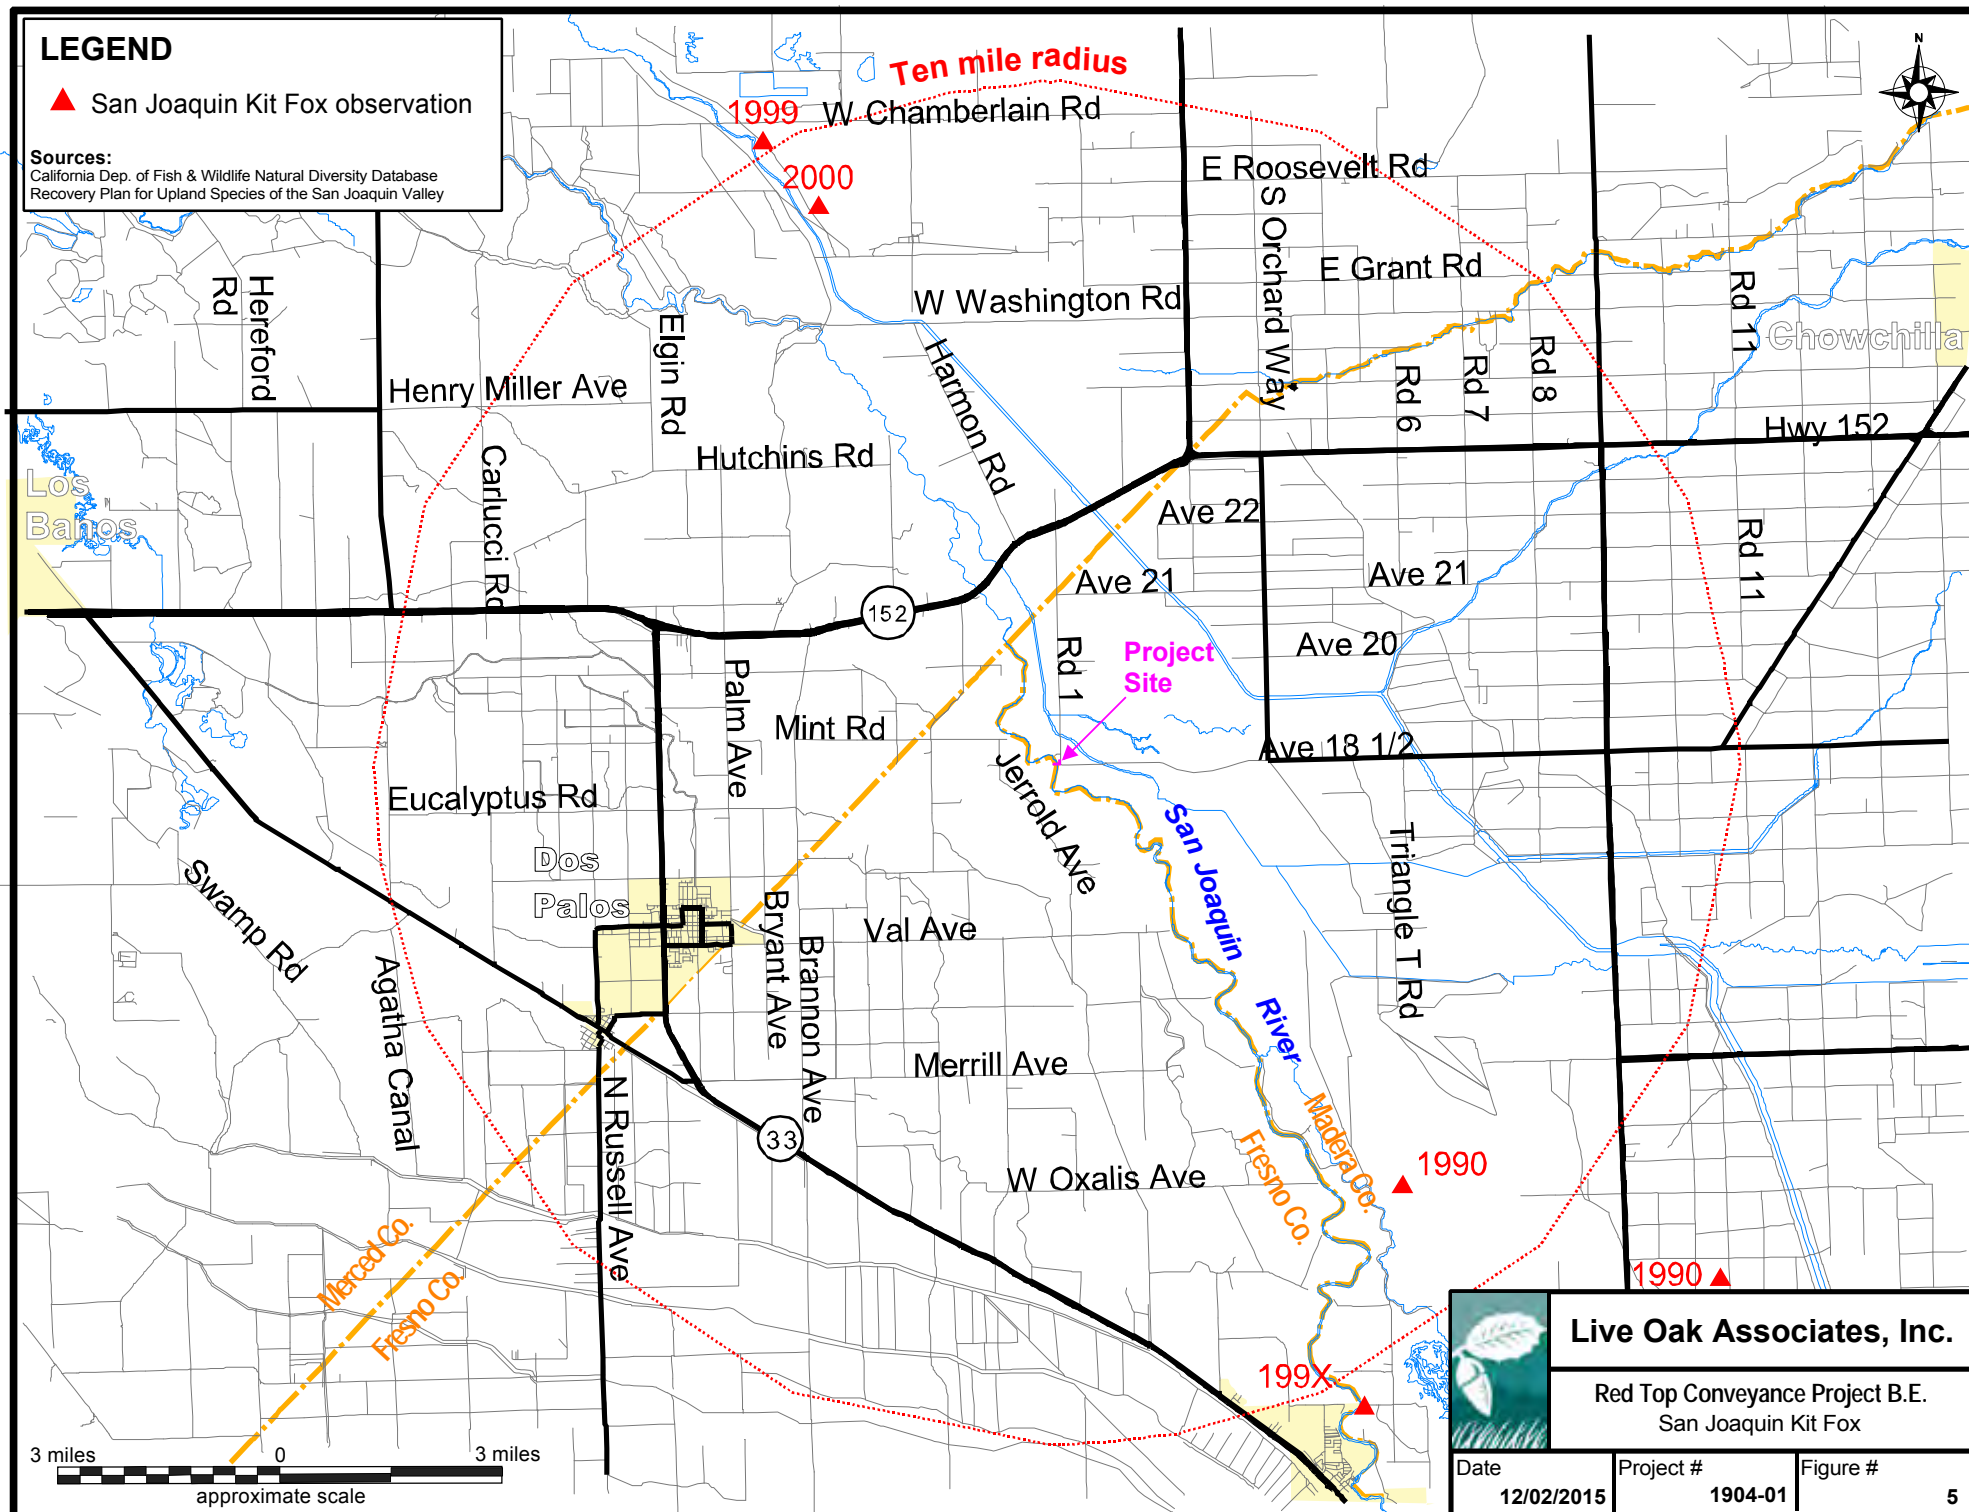 LEGEND
San Joaquin Kit Fox observation
Sources:
California Dep. of Fish & Wildlife Natural Diversity Database
Recovery Plan for Upland Species of the San Joaquin Valley
Ten mile radius
N
1999
W Chamberlain Rd
2000
E Roosevelt Rd
S Orchard Way
E Grant Rd
Hereford
Rd
W Washington Rd
Rd 11
Chowchilla
Elgin Rd
Harmon Rd
Rd 6
Rd 7
Rd 8
Henry Miller Ave
Hwy 152
Hutchins Rd
Carlucci Rd
Los
Banos
Ave 22
Rd 11
Ave 21
Ave 21
152
Ave 20
Rd 1
Project
Site
Palm Ave
Mint Rd
Ave 18 1/2
Jerrold Ave
Eucalyptus Rd
San Joaquin
River
Triangle T Rd
Dos
Palos
Swamp Rd
Bryant Ave
Brannon Ave
Val Ave
Agatha Canal
Merrill Ave
N Russell Ave
33
Madera Co.
Fresno Co.
1990
W Oxalis Ave
Merced Co.
Fresno Co.
1990
199X
3 miles
0
3 miles
approximate scale
Live Oak Associates, Inc.
Red Top Conveyance Project B.E.
San Joaquin Kit Fox
Date
12/02/2015
Project #
1904-01
Figure #
5